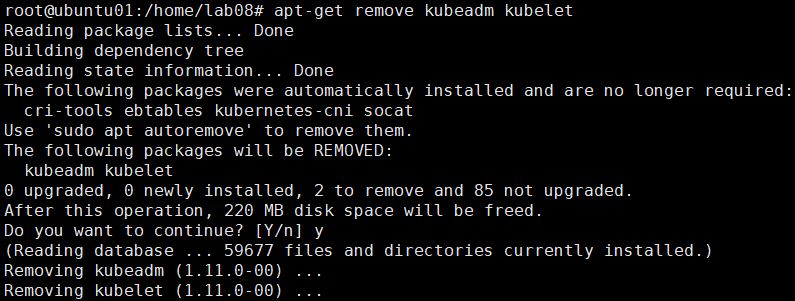 root@ubuntu01:/home/lab08# apt-get remove kubeadm kubelet
Reading package lists... Done
Building dependency tree
Reading state information... Done
The following packages were automatically installed and are no longer required:
  cri-tools ebtables kubernetes-cni socat
Use 'sudo apt autoremove' to remove them.
The following packages will be REMOVED:
  kubeadm kubelet
0 upgraded, 0 newly installed, 2 to remove and 85 not upgraded.
After this operation, 220 MB disk space will be freed.
Do you want to continue? [Y/n] y
(Reading database ... 59677 files and directories currently installed.)
Removing kubeadm (1.11.0-00) ...
Removing kubelet (1.11.0-00) ...